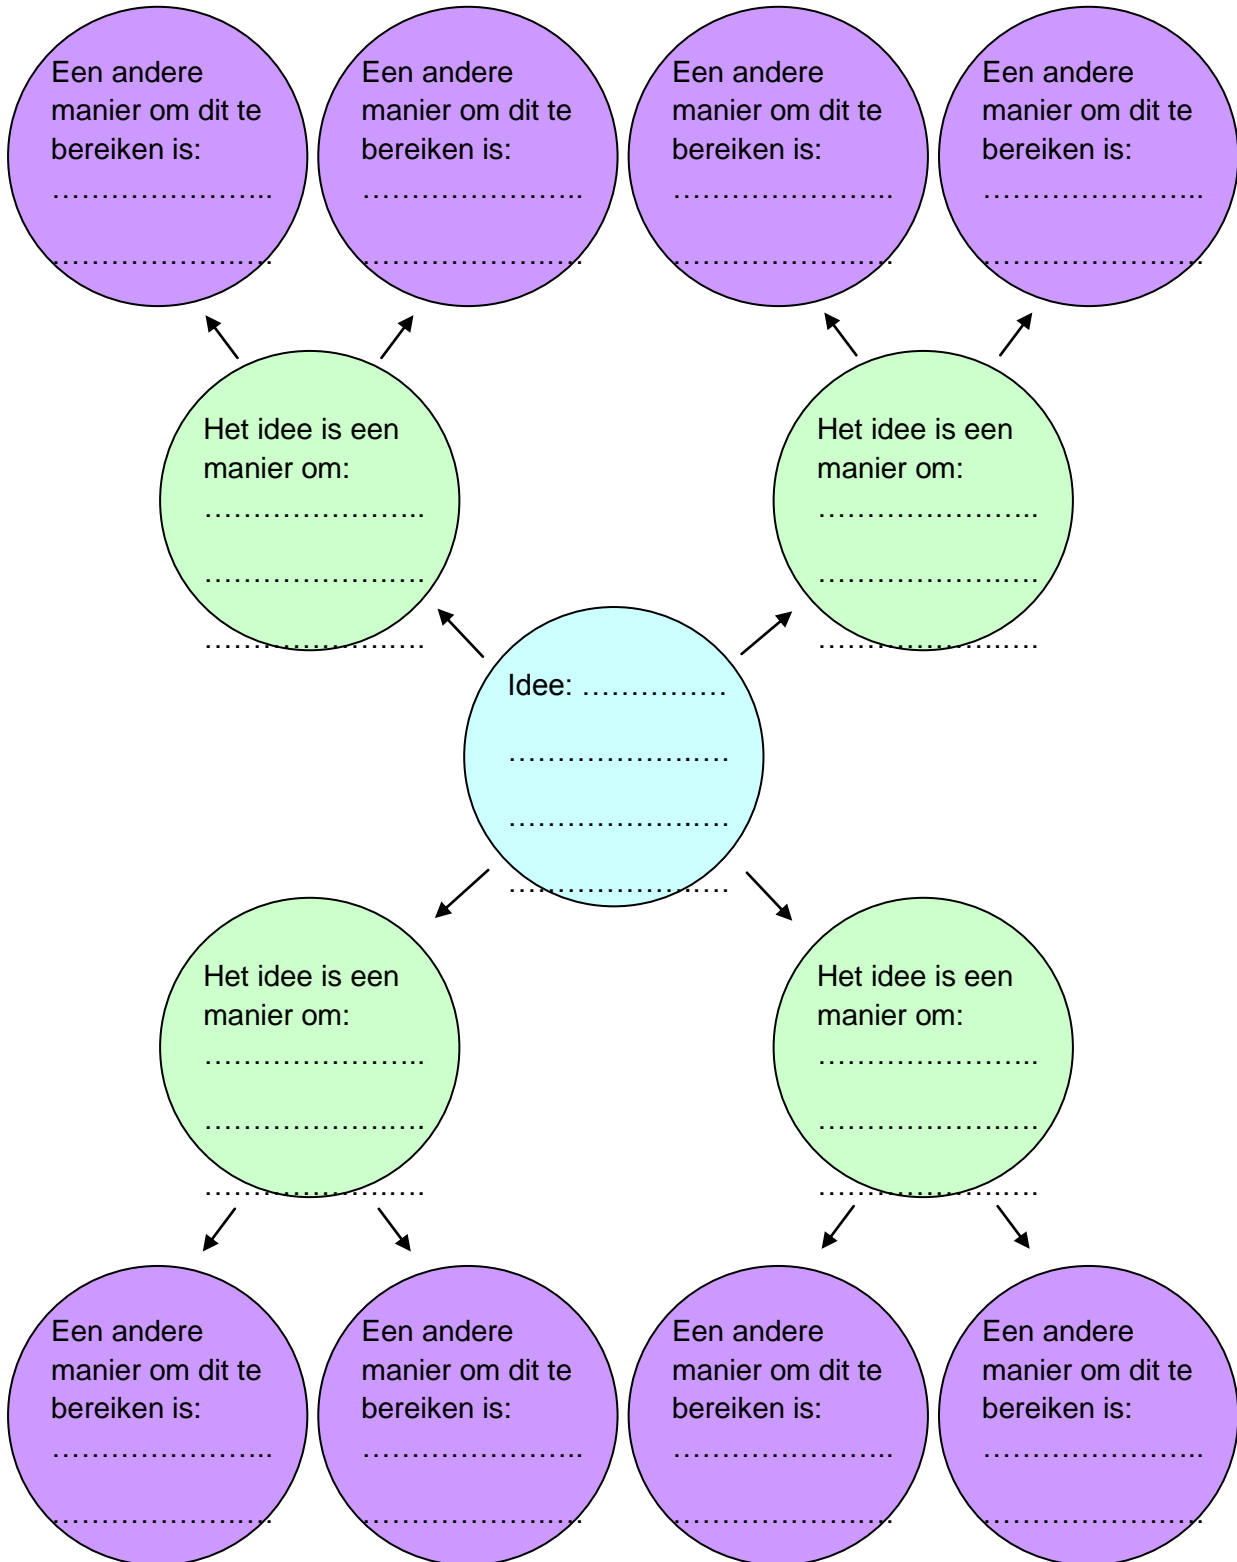 Een andere
manier om dit te
bereiken is:
…………………..
…………………..
Een andere
manier om dit te
bereiken is:
…………………..
…………………..
Een andere
manier om dit te
bereiken is:
…………………..
…………………..
Een andere
manier om dit te
bereiken is:
…………………..
…………………..
Het idee is een
manier om:
…………………..
…………………..
…………………..
Het idee is een
manier om:
…………………..
…………………..
…………………..
Idee: ……………
…………………..
…………………..
…………………..
Het idee is een
manier om:
…………………..
…………………..
…………………..
Het idee is een
manier om:
…………………..
…………………..
…………………..
Een andere
manier om dit te
bereiken is:
…………………..
…………………..
Een andere
manier om dit te
bereiken is:
…………………..
…………………..
Een andere
manier om dit te
bereiken is:
…………………..
…………………..
Een andere
manier om dit te
bereiken is:
…………………..
…………………..